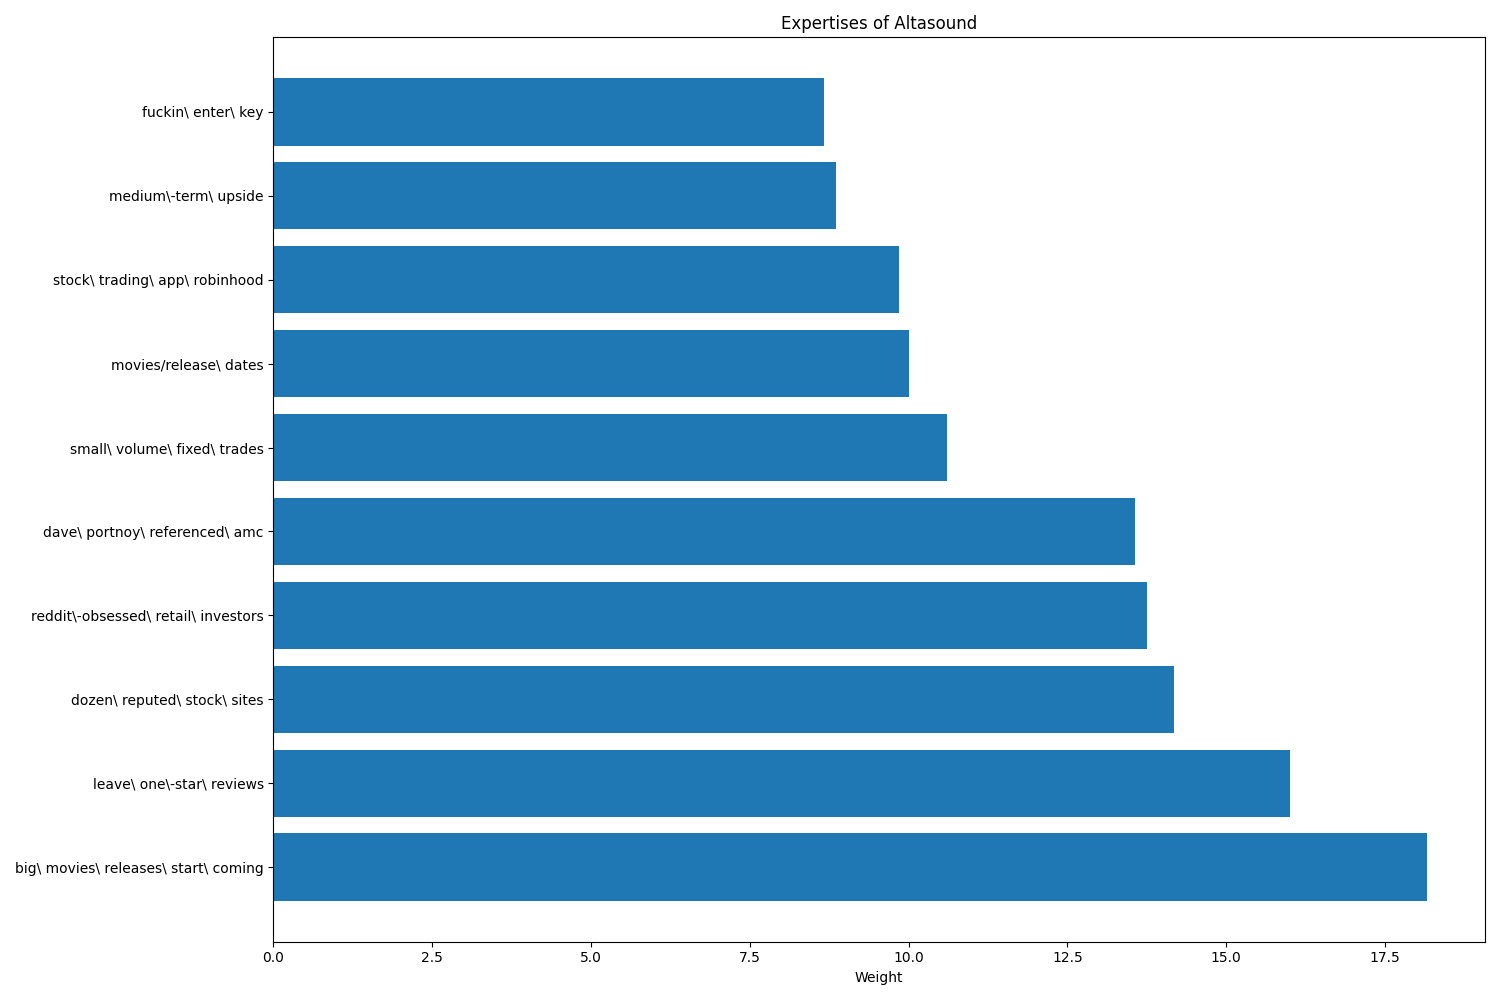 Expertises of Altasound
fuckin\ enter\ key
medium\-term\ upside
stock\ trading\ app\ robinhood
movies/release\ dates
small\ volume\ fixed\ trades
dave\ portnoy\ referenced\ amc
reddit\-obsessed\ retail\ investors
dozen\ reputed\ stock\ sites
leave\ one\-star\ reviews
big\ movies\ releases\ start\ coming
0.0 2.5 5.0 7.5 10.0 12.5 15.0 17.5
Weight